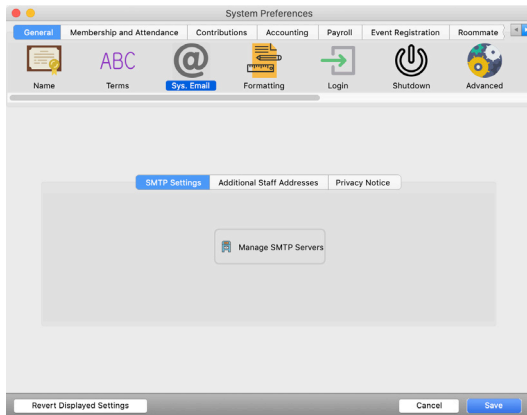 System Preferences
General Membership and Attendance Contributions Accounting Payroll Event Registration Roommate
ABC
@
Name Terms Sys. Email Formatting Login Shutdown Advanced
SMTP Settings Additional Staff Addresses Privacy Notice
Manage SMTP Servers
Revert Displayed Settings Cancel Save